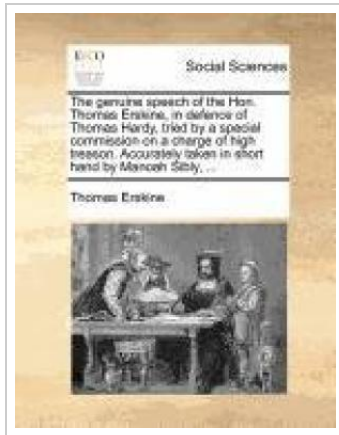 ECCO
Social Sciences
The genuine speech of the Hon.
Thomas Erskine, in defence of
Thomas Hardy, tried by a special
commission on a charge of high
treason. Accurately taken in short
hand by Manoah Sibly, ...
Thomas Erskine